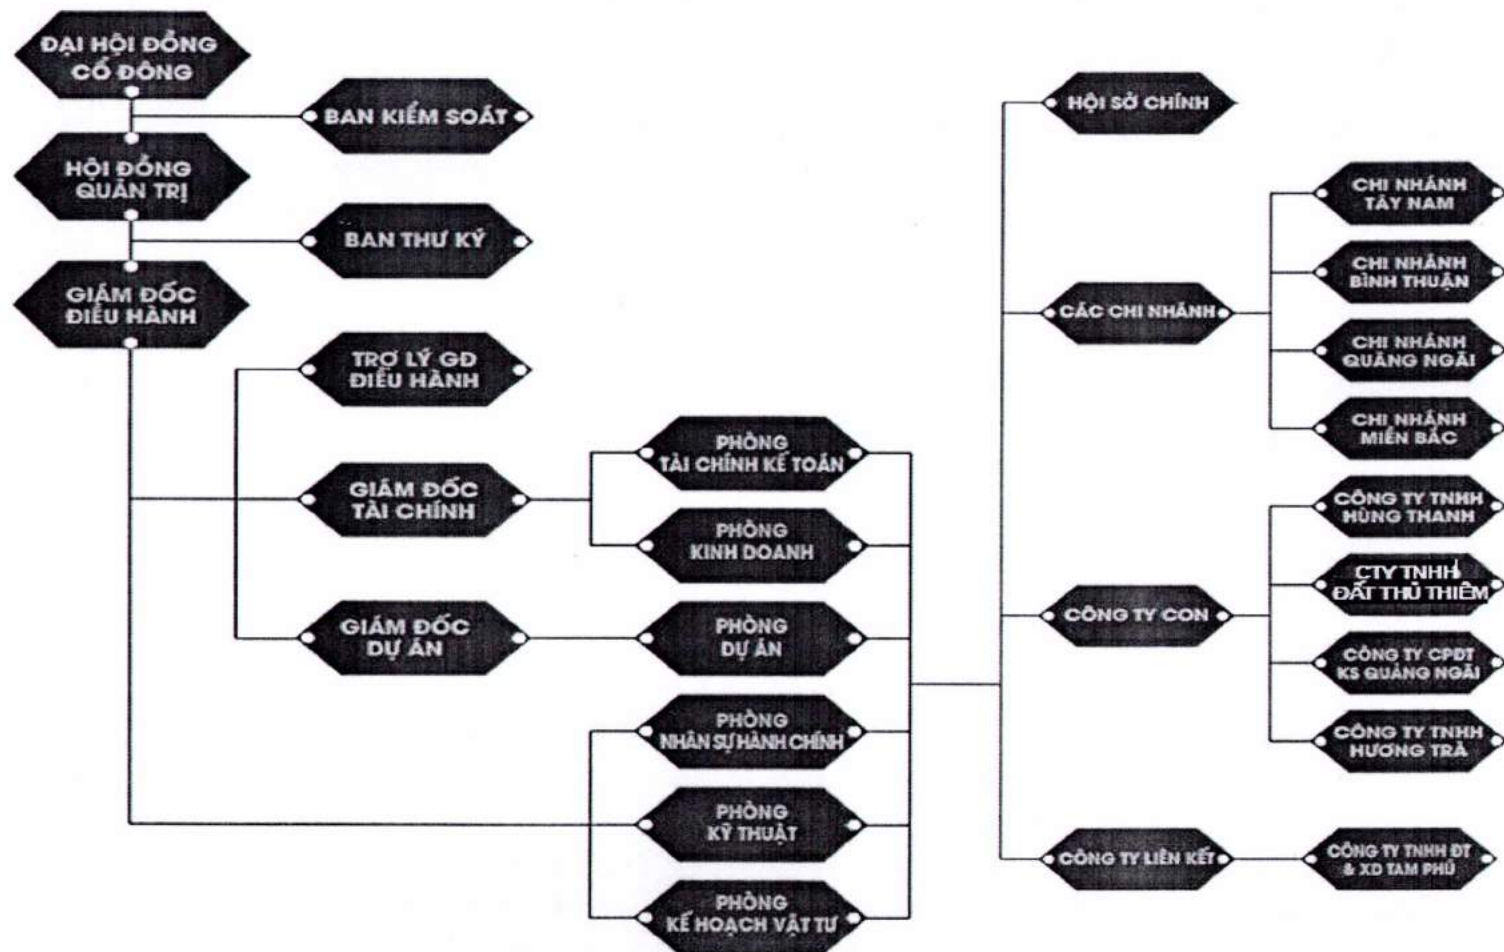 ĐẠI HỘI ĐỒNG
CỔ ĐÔNG
BAN KIỂM SOÁT
HỘI ĐỒNG
QUẢN TRỊ
BAN THƯ KÝ
GIÁM ĐỐC
ĐIỀU HÀNH
TRỢ LÝ GĐ
ĐIỀU HÀNH
GIÁM ĐỐC
TÀI CHÍNH
GIÁM ĐỐC
DỰ ÁN
PHÒNG
TÀI CHÍNH KẾ TOÁN
PHÒNG
KINH DOANH
PHÒNG
DỰ ÁN
PHÒNG
NHÂN SỰ HÀNH CHÍNH
PHÒNG
KỸ THUẬT
PHÒNG
KẾ HOẠCH VẬT TƯ
HỘI SỞ CHÍNH
CÁC CHI NHÁNH
CHI NHÁNH
TÂY NAM
CHI NHÁNH
BÌNH THUẬN
CHI NHÁNH
QUẢNG NGÃI
CHI NHÁNH
MIỀN BẮC
CÔNG TY CON
CÔNG TY TNHH
HÙNG THANH
CTY TNHH
ĐẤT THỦ THIÊM
CÔNG TY CPĐT
KS QUẢNG NGÃI
CÔNG TY TNHH
HƯƠNG TRÀ
CÔNG TY LIÊN KẾT
CÔNG TY TNHH ĐT
& XD TAM PHÚ